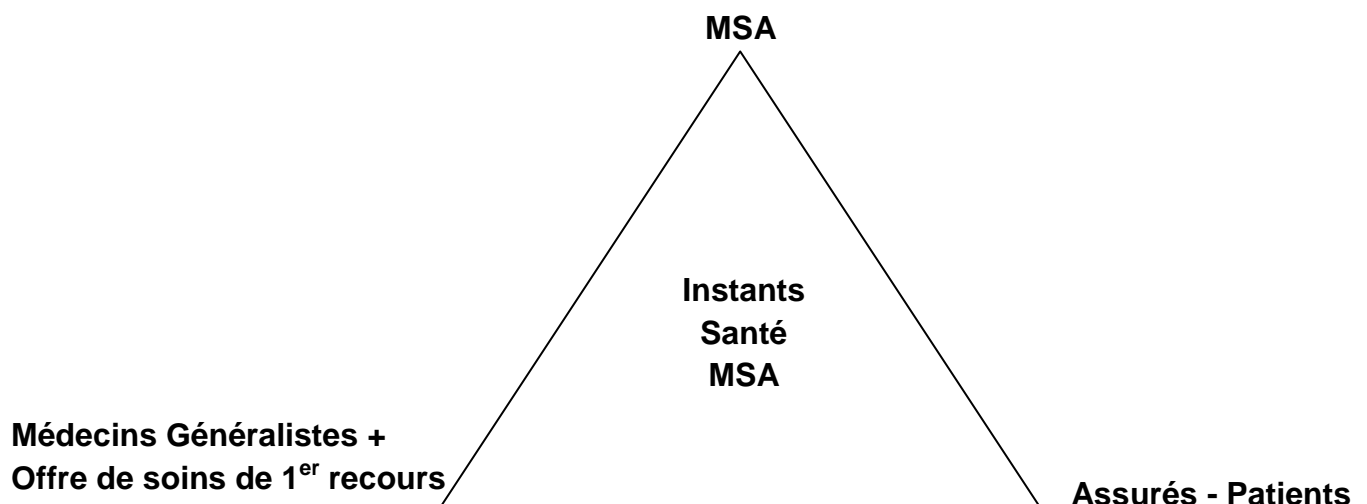 MSA
Instants
Santé
MSA
Médecins Généralistes +
Offre de soins de 1er recours
Assurés - Patients